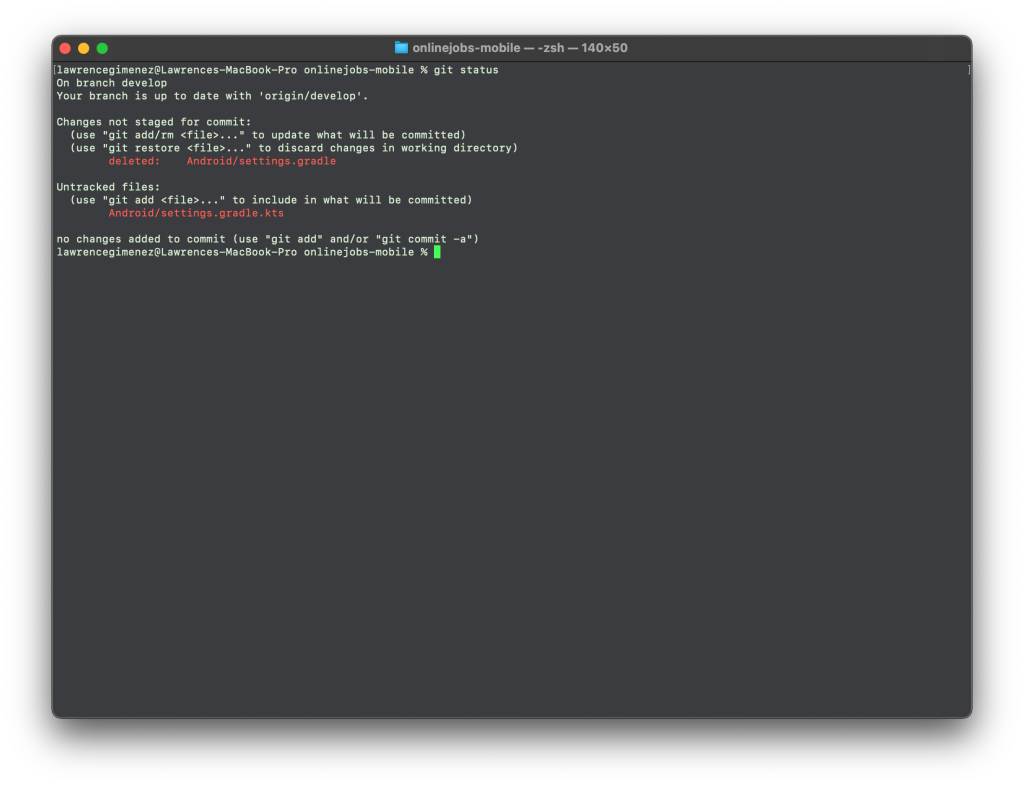 onlinejobs-mobile — -zsh — 140×50
[lawrencegimenez@Lawrences-MacBook-Pro onlinejobs-mobile % git status ]
On branch develop
Your branch is up to date with 'origin/develop'.
Changes not staged for commit:
(use "git add/rm <file>..." to update what will be committed)
(use "git restore <file>..." to discard changes in working directory)
deleted: Android/settings.gradle
Untracked files:
(use "git add <file>..." to include in what will be committed)
Android/settings.gradle.kts
no changes added to commit (use "git add" and/or "git commit -a")
lawrencegimenez@Lawrences-MacBook-Pro onlinejobs-mobile %